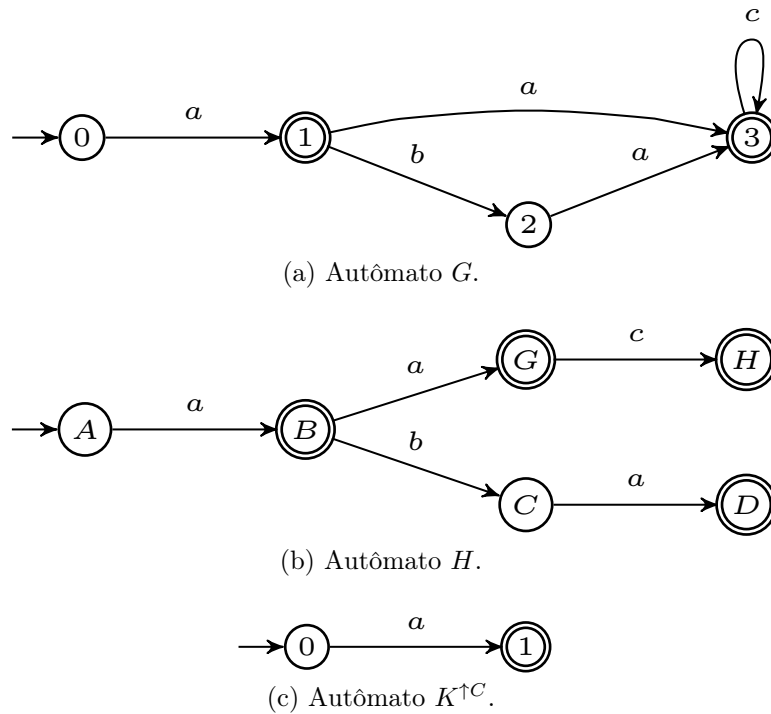 c
a
a
0
1
3
b
a
2
(a) Autômato G.
a
G
c
H
A
a
B
b
C
a
D
(b) Autômato H.
0
a
1
(c) Autômato K↑C.